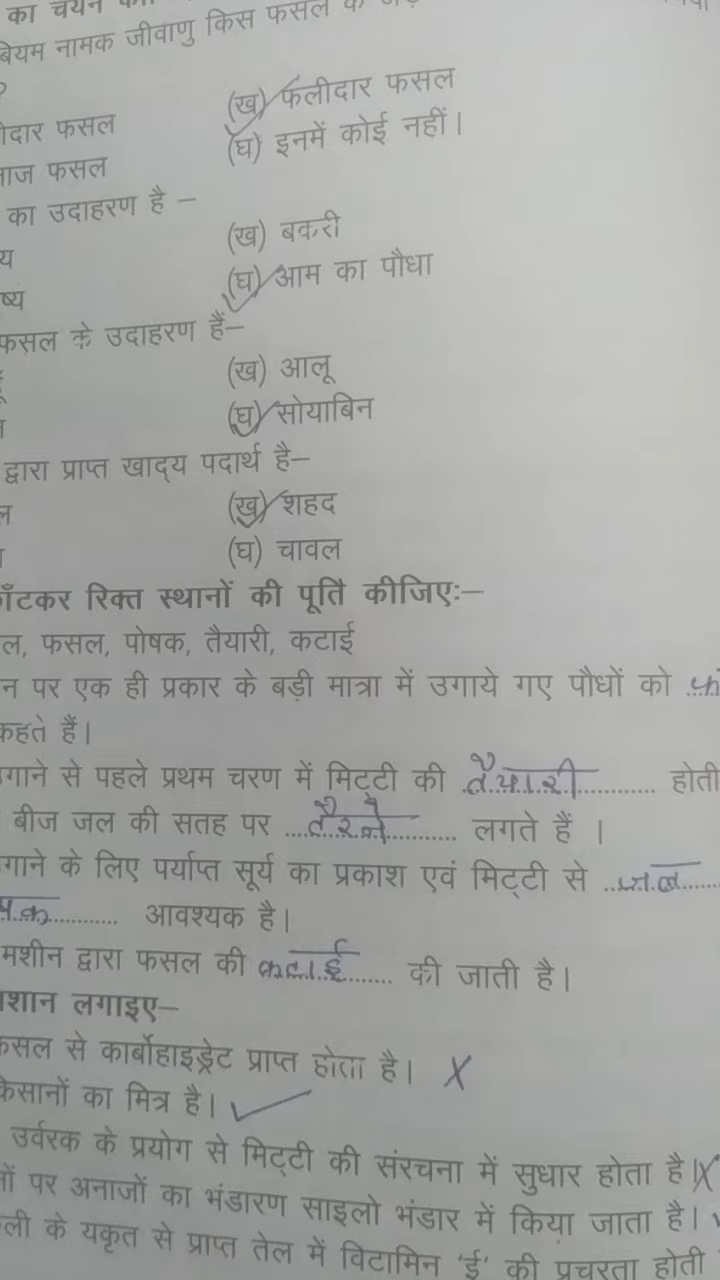 का चयन
बियम नामक जीवाणु किस फसल के
?
(ख) फलीदार फसल
ोदार फसल
(घ) इनमें कोई नहीं।
ाज फसल
का उदाहरण है –
(ख) बकरी
य
(घ) आम का पौधा
ष्य
फसल के उदाहरण हैं–
(ख) आलू
(घ) सोयाबिन
द्वारा प्राप्त खाद्य पदार्थ है–
ल
(ख) शहद
(घ) चावल
ाँटकर रिक्त स्थानों की पूर्ति कीजिएः–
ल, फसल, पोषक, तैयारी, कटाई
न पर एक ही प्रकार के बड़ी मात्रा में उगाये गए पौधों को ..फ
कहते हैं।
गाने से पहले प्रथम चरण में मिट्टी की .तैयारी........... होती
बीज जल की सतह पर ....तैरने......... लगते हैं ।
गाने के लिए पर्याप्त सूर्य का प्रकाश एवं मिट्टी से ..जल......
षक............ आवश्यक है।
मशीन द्वारा फसल की कटाई....... की जाती है।
शान लगाइए–
फसल से कार्बोहाइड्रेट प्राप्त होता है। X
केसानों का मित्र है। ✓
उर्वरक के प्रयोग से मिट्टी की संरचना में सुधार होता है। X
ों पर अनाजों का भंडारण साइलो भंडार में किया जाता है।
ली के यकृत से प्राप्त तेल में विटामिन 'ई' की प्रचुरता होती